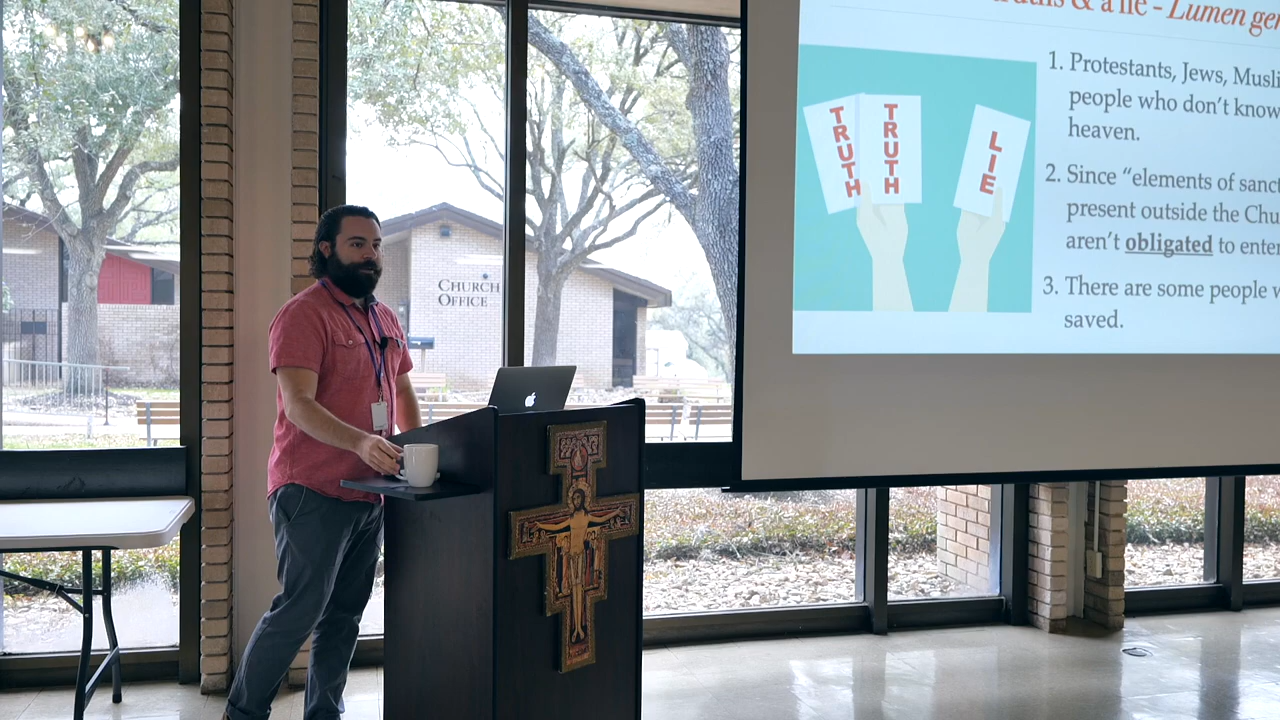 truths & a lie - Lumen gen
1. Protestants, Jews, Musli
people who don't know
heaven.
2. Since "elements of sanct
present outside the Chu
aren't obligated to enter
3. There are some people w
saved.
TRUTH
TRUTH
LIE
CHURCH
OFFICE